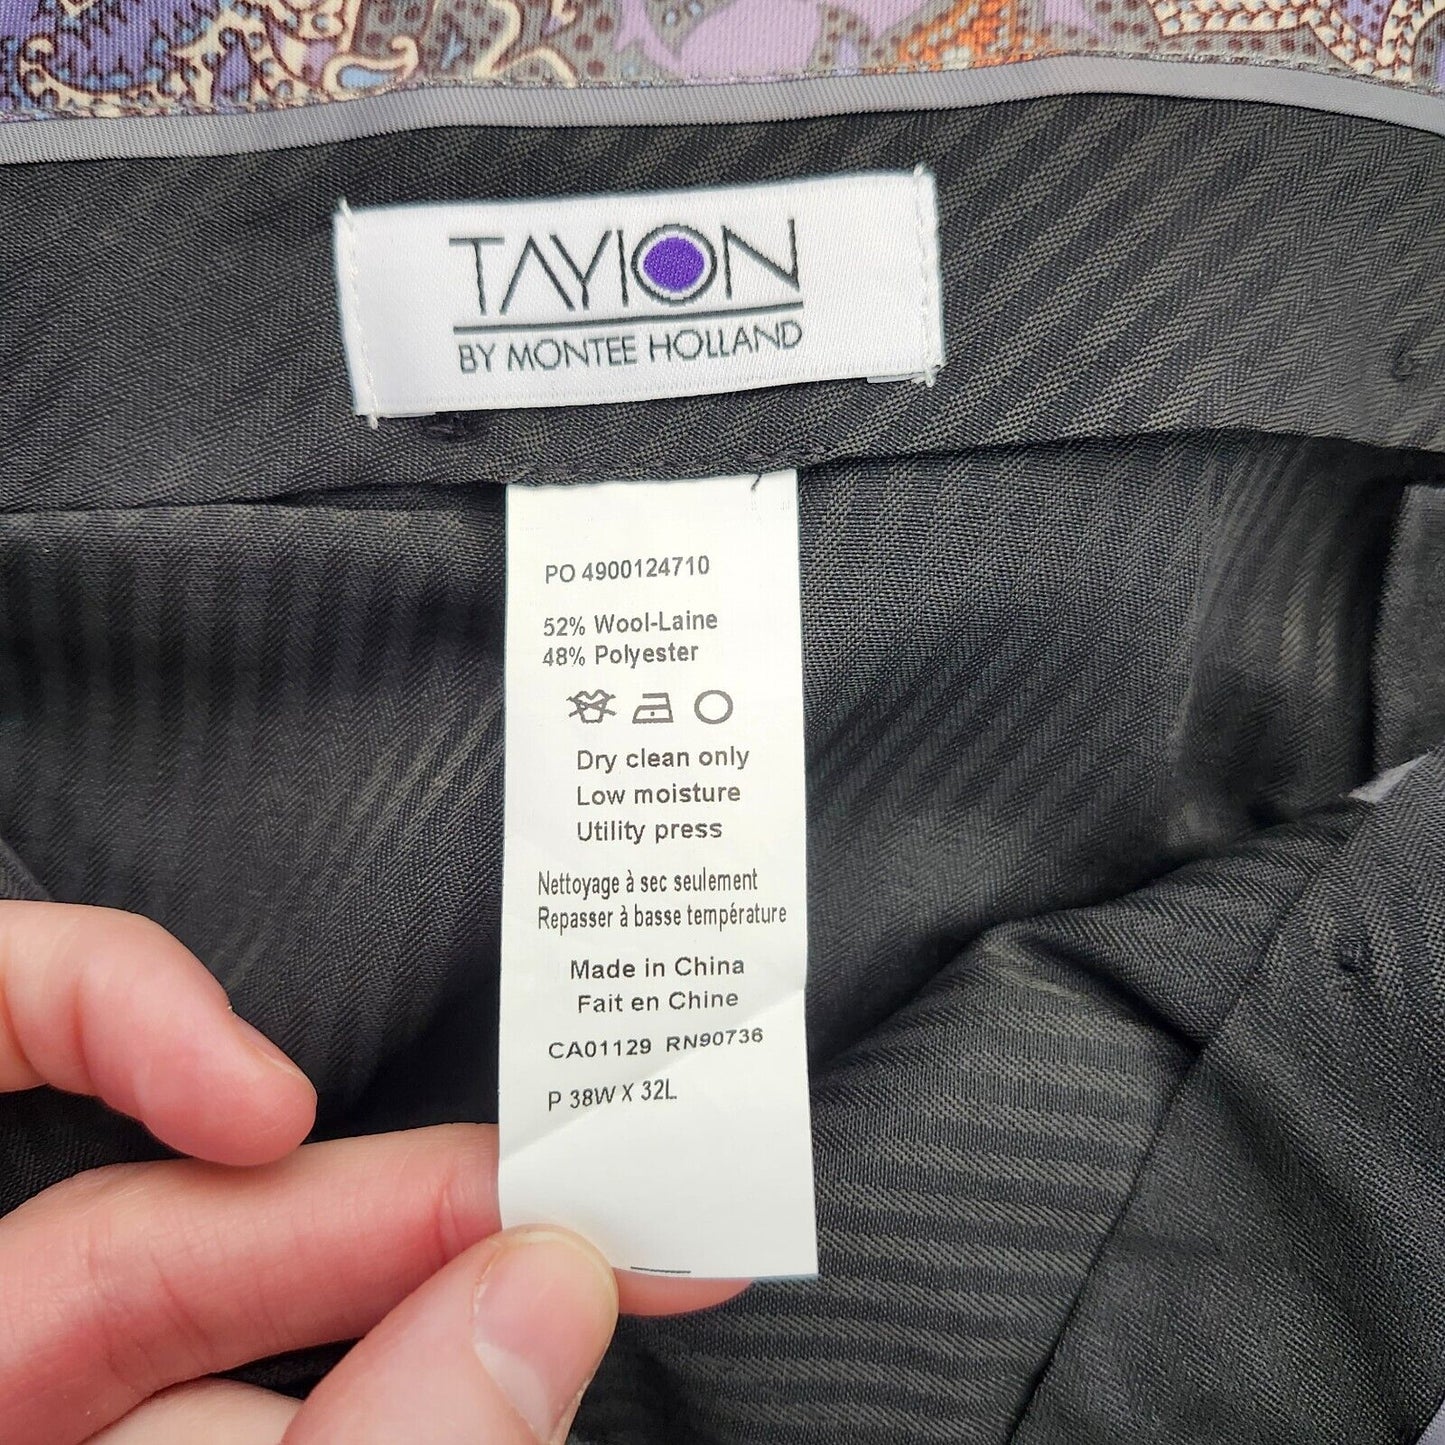 TAYION
BY MONTEE HOLLAND
PO 4900124710
52% Wool-Laine
48% Polyester
Dry clean only
Low moisture
Utility press
Nettoyage à sec seulement
Repasser à basse température
Made in China
Fait en Chine
CA01129 RN90736
P 38W X 32L